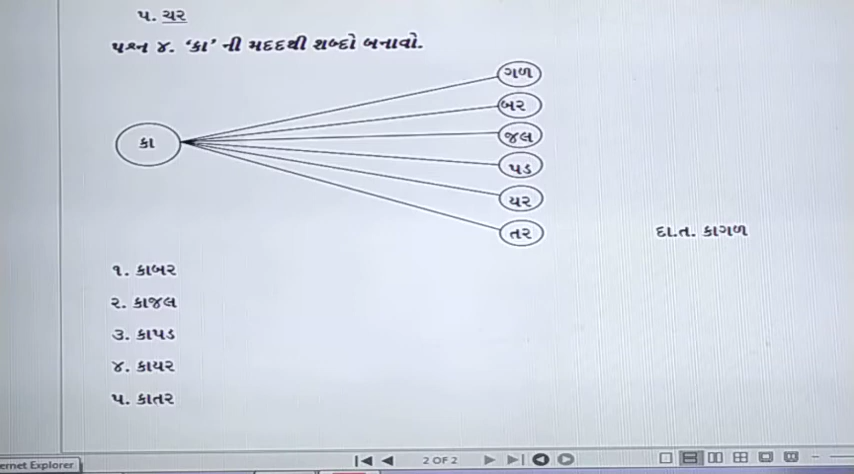 ૫. ચર
પ્રશ્ન ૪. ‘કા’ ની મદદથી શબ્દો બનાવો.
ગળ
બર
કા
જલ
પડ
યર
તર
દા.ત. કાગળ
૧. કાબર
૨. કાજલ
૩. કાપડ
૪. કાયર
૫. કાતર
ernet Explorer
2 OF 2